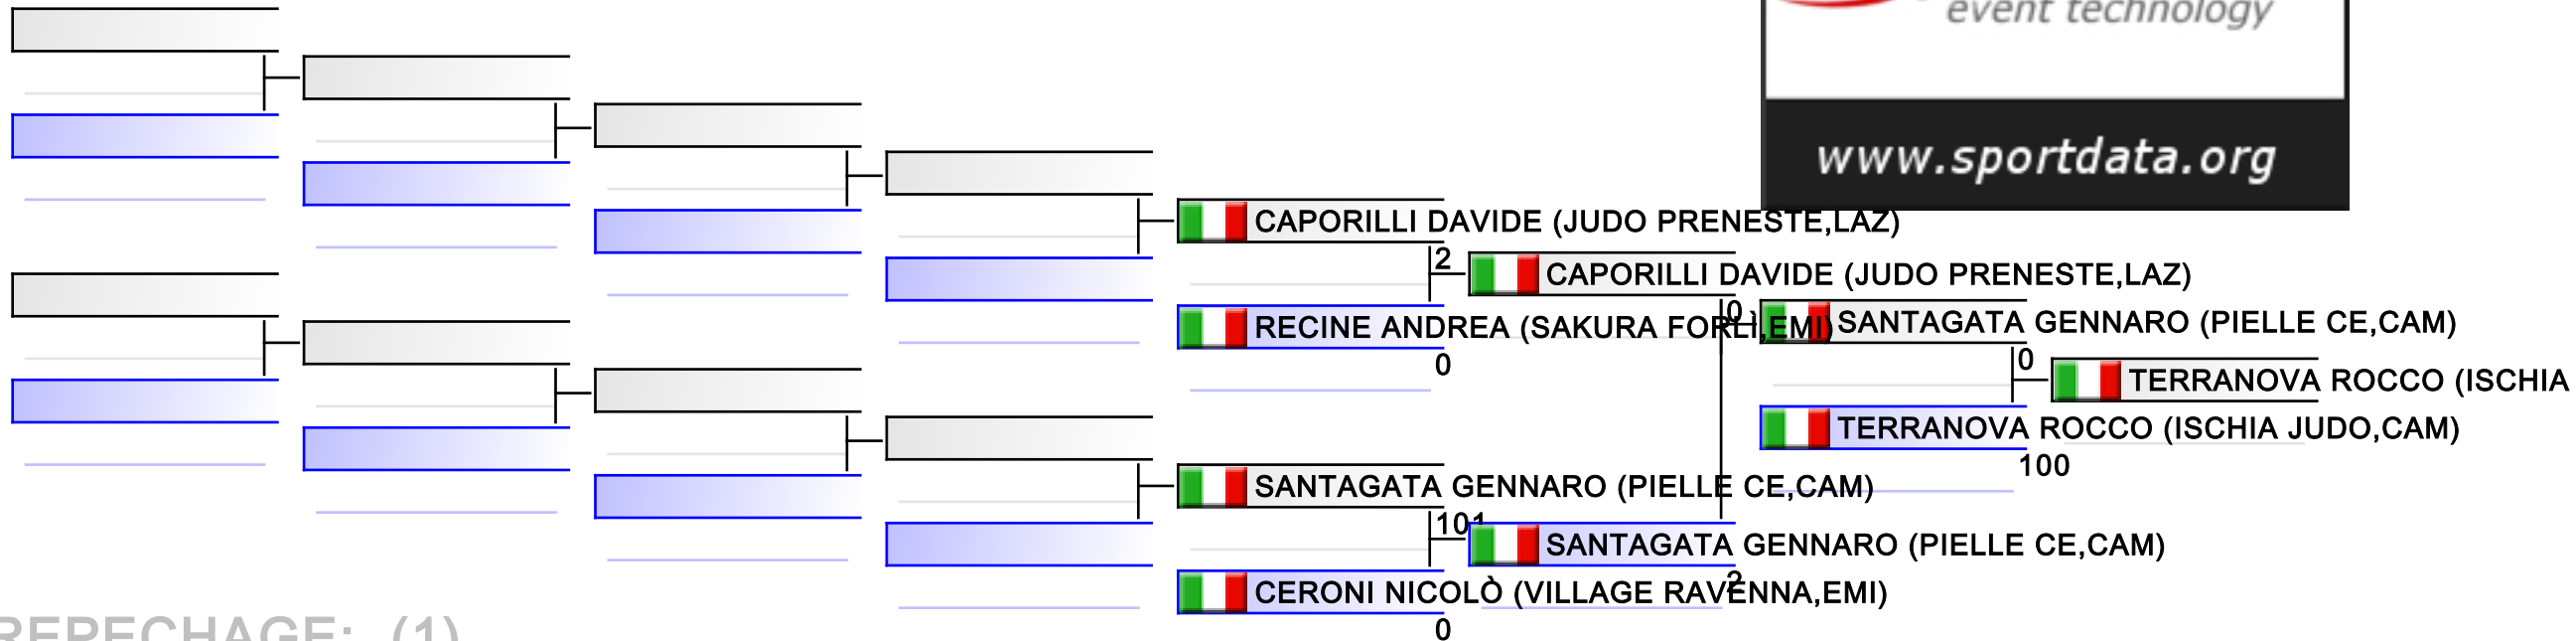 event technology
www.sportdata.org
CAPORILLI DAVIDE (JUDO PRENESTE,LAZ)
2
CAPORILLI DAVIDE (JUDO PRENESTE,LAZ)
0
RECINE ANDREA (SAKURA FORLÌ,EMI)
0
SANTAGATA GENNARO (PIELLE CE,CAM)
0
TERRANOVA ROCCO (ISCHIA
TERRANOVA ROCCO (ISCHIA JUDO,CAM)
100
SANTAGATA GENNARO (PIELLE CE,CAM)
101
SANTAGATA GENNARO (PIELLE CE,CAM)
2
CERONI NICOLÒ (VILLAGE RAVENNA,EMI)
0
REPECHAGE: (1)